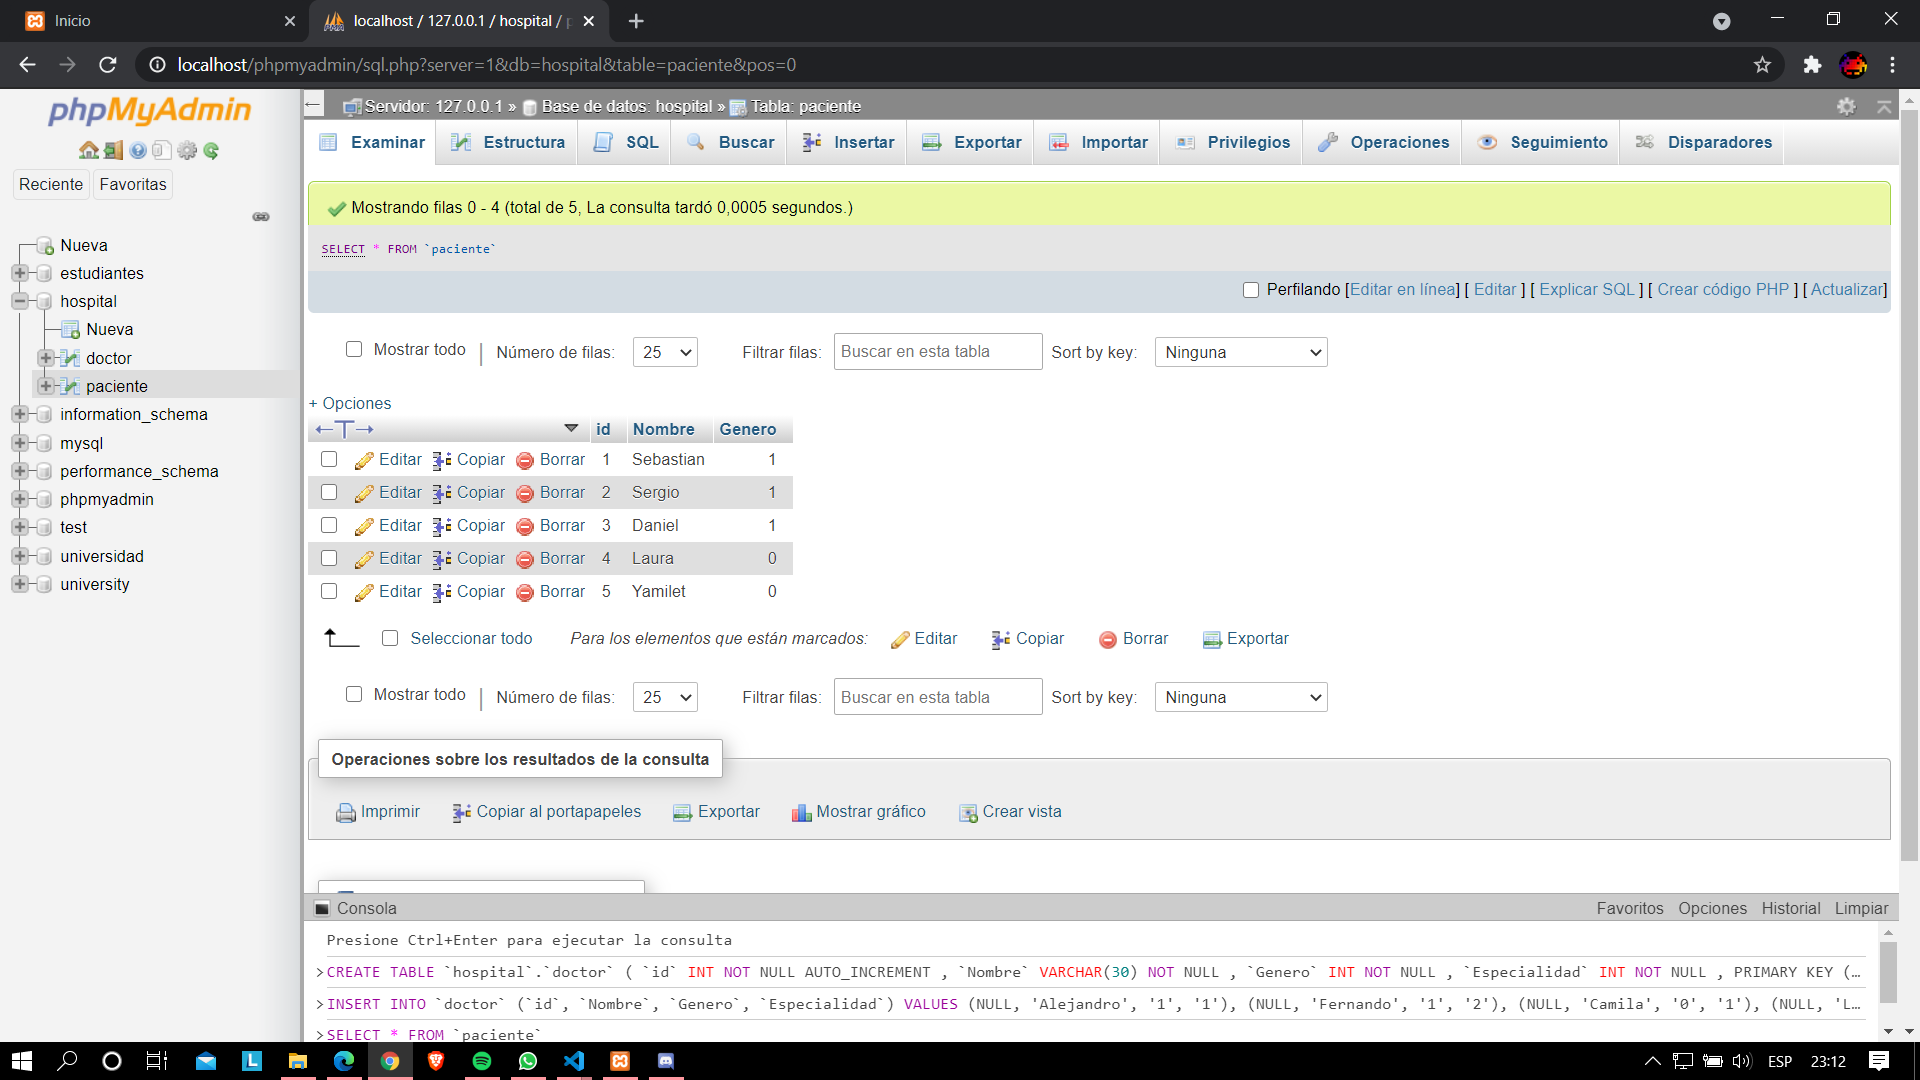 Inicio
localhost / 127.0.0.1 / hospital / p
localhost/phpmyadmin/sql.php?server=1&db=hospital&table=paciente&pos=0
phpMyAdmin
Reciente Favoritas
Nueva
estudiantes
hospital
Nueva
doctor
paciente
information_schema
mysql
performance_schema
phpmyadmin
test
universidad
university
Servidor: 127.0.0.1 » Base de datos: hospital » Tabla: paciente
Examinar Estructura SQL Buscar Insertar Exportar Importar Privilegios Operaciones Seguimiento Disparadores
Mostrando filas 0 - 4 (total de 5, La consulta tardó 0,0005 segundos.)
SELECT * FROM `paciente`
Perfilando [Editar en línea] [ Editar ] [ Explicar SQL ] [ Crear código PHP ] [ Actualizar]
Mostrar todo | Número de filas: 25 Filtrar filas: Buscar en esta tabla Sort by key: Ninguna
+ Opciones
←T→ id Nombre Genero
Editar Copiar Borrar 1 Sebastian 1
Editar Copiar Borrar 2 Sergio 1
Editar Copiar Borrar 3 Daniel 1
Editar Copiar Borrar 4 Laura 0
Editar Copiar Borrar 5 Yamilet 0
Seleccionar todo Para los elementos que están marcados: Editar Copiar Borrar Exportar
Mostrar todo | Número de filas: 25 Filtrar filas: Buscar en esta tabla Sort by key: Ninguna
Operaciones sobre los resultados de la consulta
Imprimir Copiar al portapapeles Exportar Mostrar gráfico Crear vista
Consola Favoritos Opciones Historial Limpiar
Presione Ctrl+Enter para ejecutar la consulta
>CREATE TABLE `hospital`.`doctor` ( `id` INT NOT NULL AUTO_INCREMENT , `Nombre` VARCHAR(30) NOT NULL , `Genero` INT NOT NULL , `Especialidad` INT NOT NULL , PRIMARY KEY (…
>INSERT INTO `doctor` (`id`, `Nombre`, `Genero`, `Especialidad`) VALUES (NULL, 'Alejandro', '1', '1'), (NULL, 'Fernando', '1', '2'), (NULL, 'Camila', '0', '1'), (NULL, 'L…
>SELECT * FROM `paciente`
L
ESP 23:12